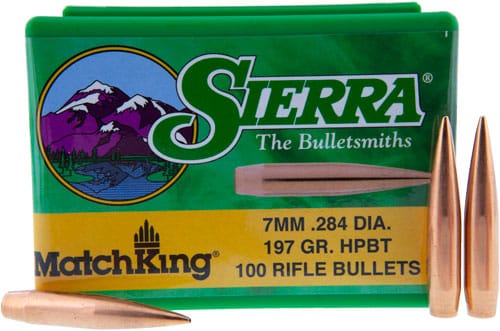 SIERRA®
The Bulletsmiths
7MM .284 DIA.
197 GR. HPBT
100 RIFLE BULLETS
MatchKing®